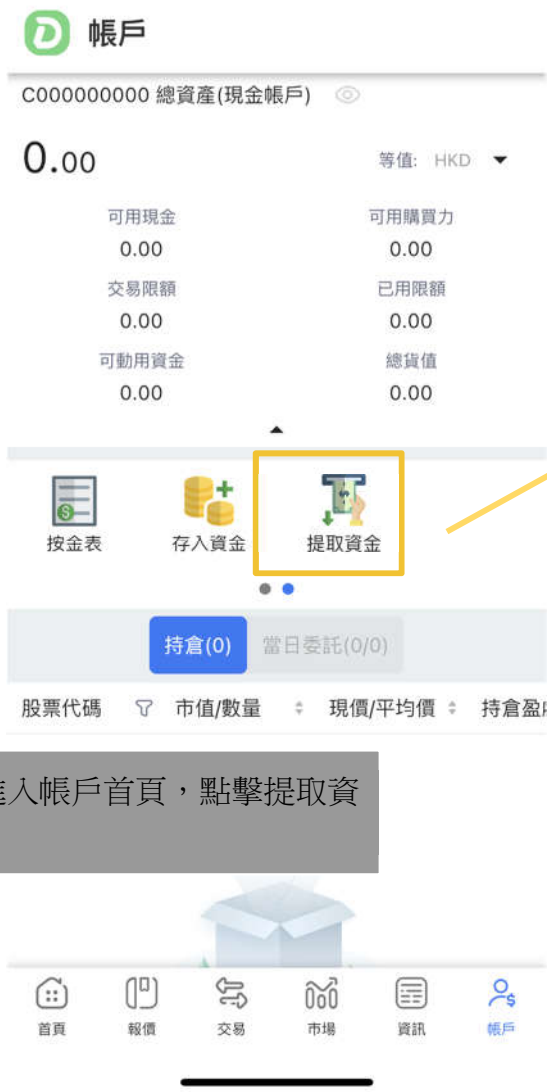 帳戶
C000000000 總資產(現金帳戶)
0.00 等值: HKD
可用現金 可用購買力
0.00 0.00
交易限額 已用限額
0.00 0.00
可動用資金 總貨值
0.00 0.00
按金表 存入資金 提取資金
持倉(0) 當日委託(0/0)
股票代碼 市值/數量 現價/平均價 持倉盈
入帳戶首頁，點擊提取資
首頁 報價 交易 市場 資訊 帳戶